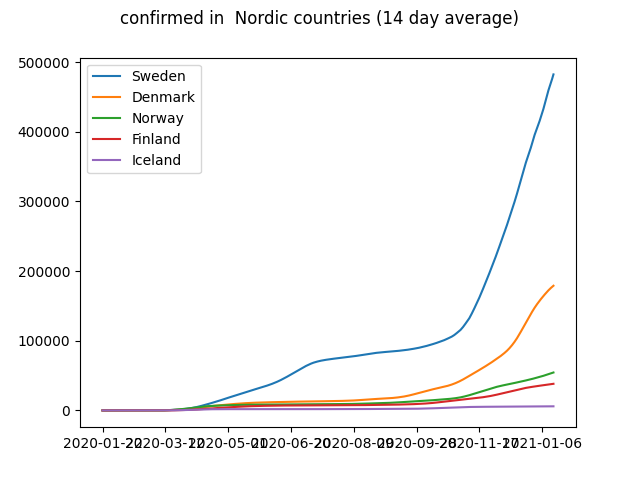 confirmed in  Nordic countries (14 day average)
500000
400000
300000
200000
100000
0
Sweden
Denmark
Norway
Finland
Iceland
2020-01-22 2020-03-12 2020-05-01 2020-06-20 2020-08-09 2020-09-28 2020-11-17 2021-01-06